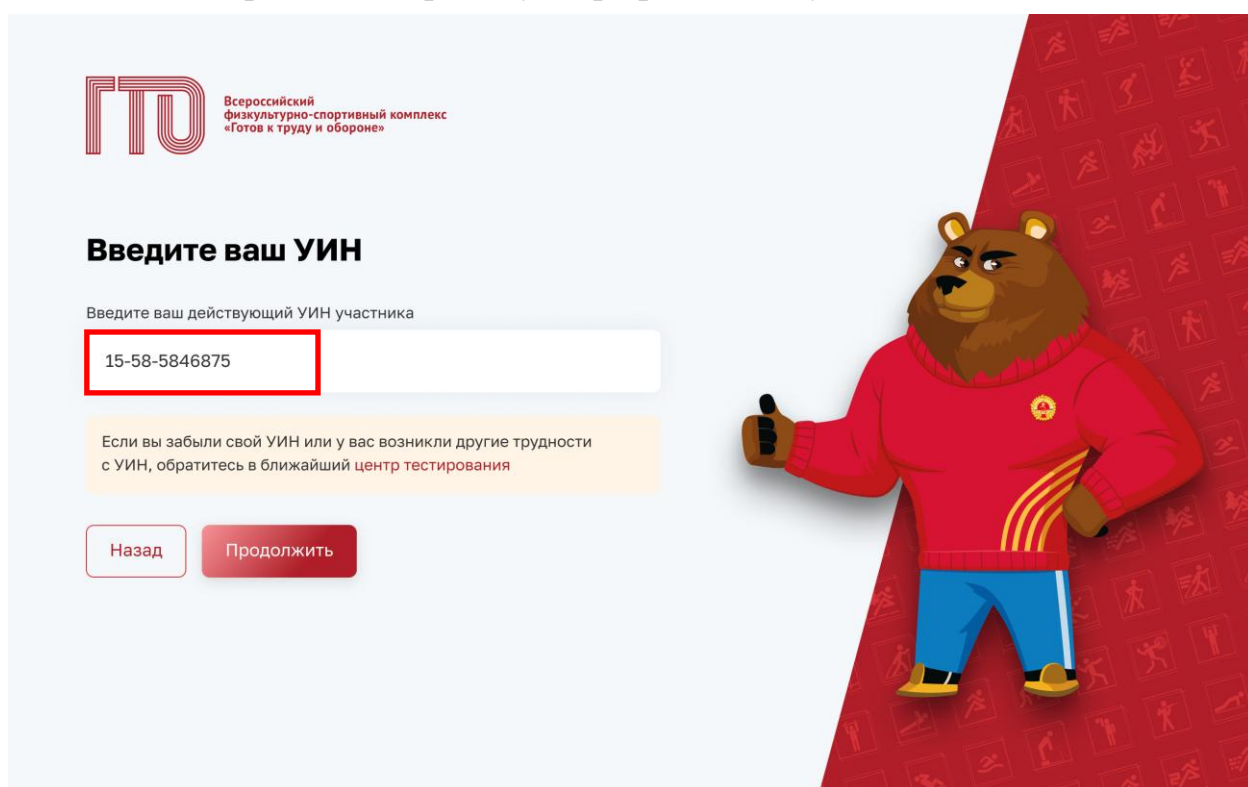 ГТО
Всероссийский
физкультурно-спортивный комплекс
«Готов к труду и обороне»
Введите ваш УИН
Введите ваш действующий УИН участника
15-58-5846875
Если вы забыли свой УИН или у вас возникли другие трудности
с УИН, обратитесь в ближайший центр тестирования
Назад
Продолжить